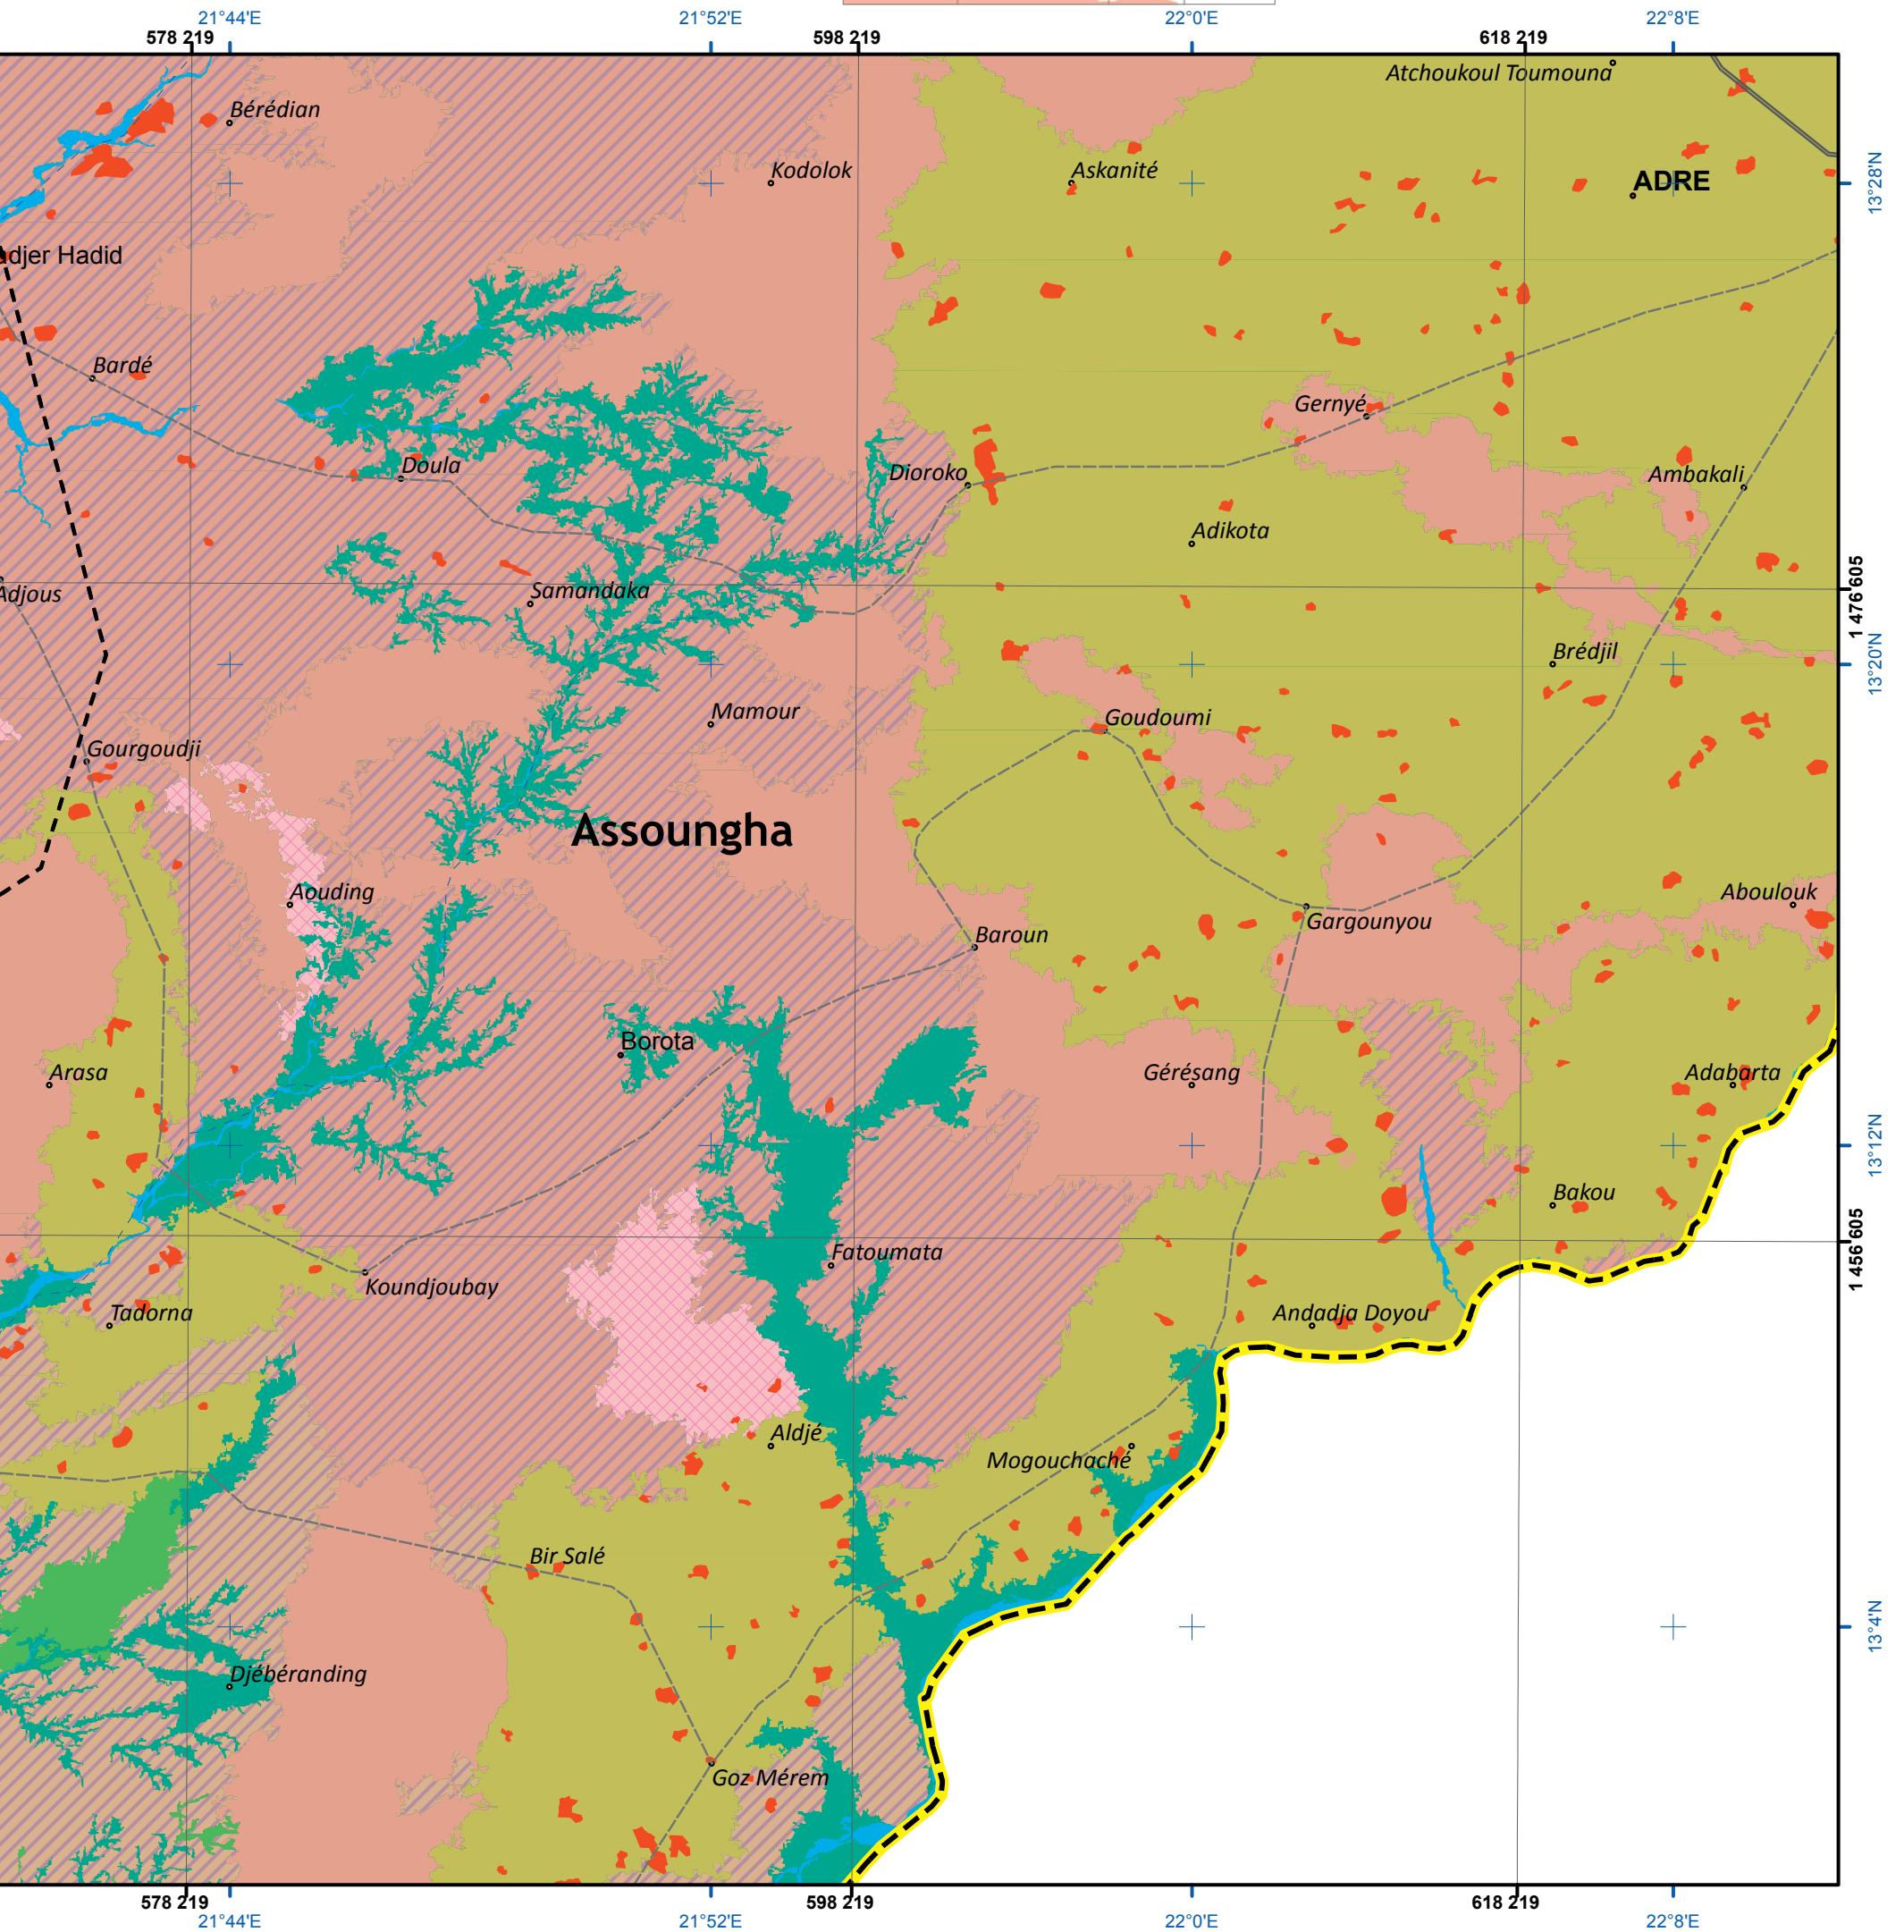 21°44'E
21°52'E
22°0'E
22°8'E
578 219
598 219
618 219
Atchoukoul Toumouna
Bérédian
Kodolok
Askanité
ADRE
13°28'N
adjer Hadid
Bardé
Gernyé
Doula
Dioroko
Ambakali
Adikota
Adjous
Samandaka
1 476 605
Brédjil
13°20'N
Mamour
Goudoumi
Gourgoudji
Assoungha
Aouding
Aboulouk
Gargounyou
Baroun
Borota
Arasa
Gérésang
Adabarta
13°12'N
Bakou
Fatoumata
1 456 605
Koundjoubay
Tadorna
Andadja Doyou
Aldjé
Mogouchaché
Bir Salé
13°4'N
Djébéranding
Goz Mérem
578 219
598 219
618 219
21°44'E
21°52'E
22°0'E
22°8'E